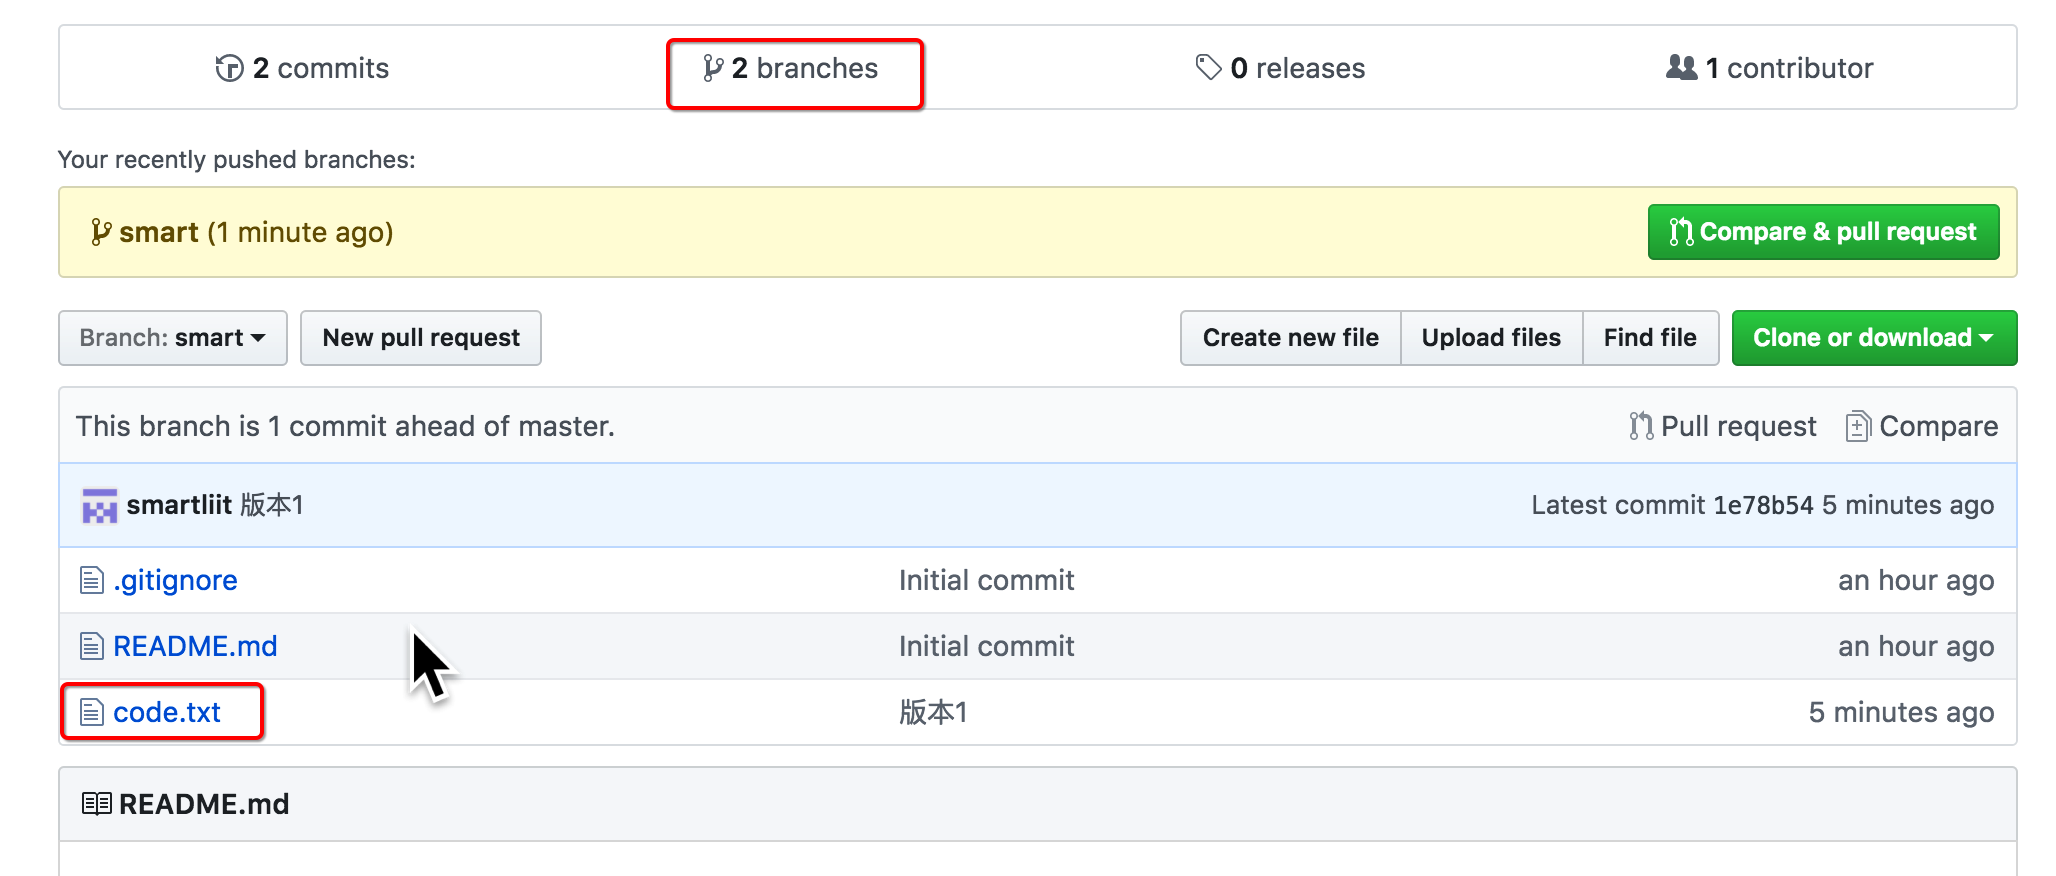 2 commits 2 branches 0 releases 1 contributor
Your recently pushed branches:
smart (1 minute ago) Compare & pull request
Branch: smart New pull request Create new file Upload files Find file Clone or download
This branch is 1 commit ahead of master. Pull request Compare
smartliit 版本1 Latest commit 1e78b54 5 minutes ago
.gitignore Initial commit an hour ago
README.md Initial commit an hour ago
code.txt 版本1 5 minutes ago
README.md